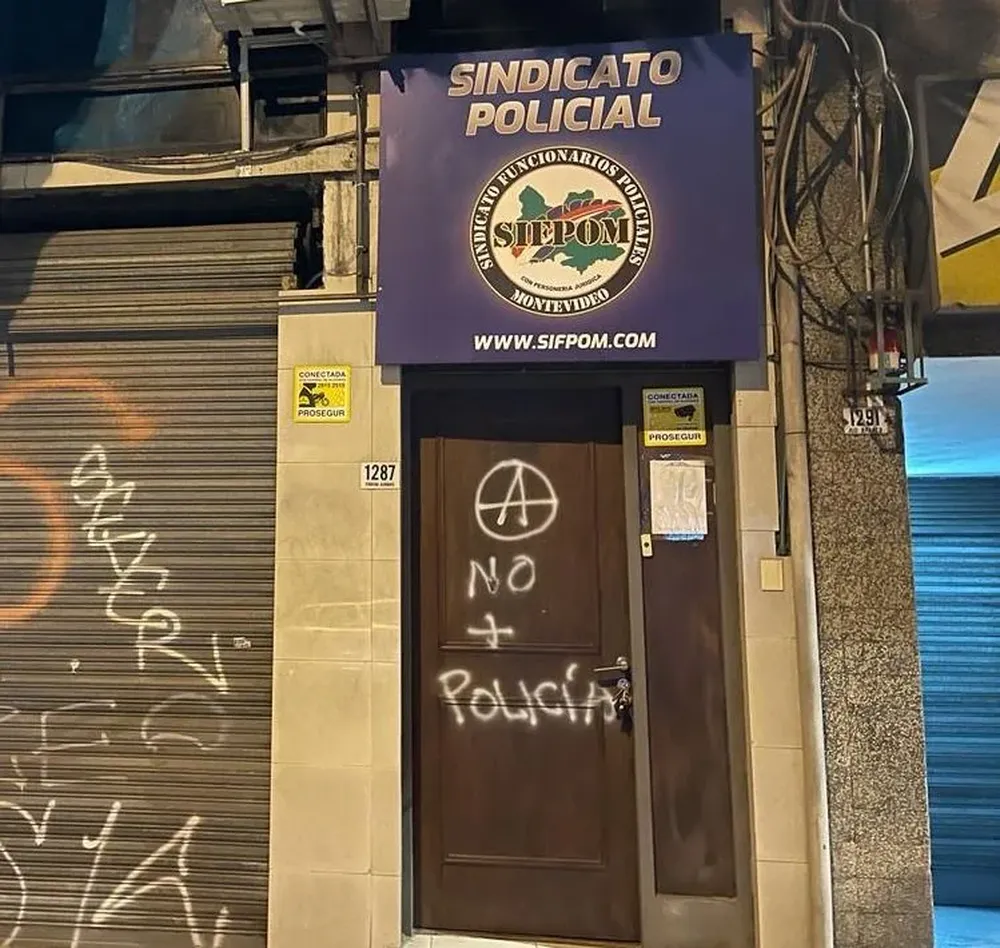 SINDICATO
POLICIAL
SINDICATO FUNCIONARIOS POLICIALES
SIFPOM
CON PERSONERIA JURIDICA
MONTEVIDEO
WWW.SIFPOM.COM
CONECTADA
PROSEGUR
CONECTADA
PROSEGUR
1287
1291
A
NO
+
POLICÍA